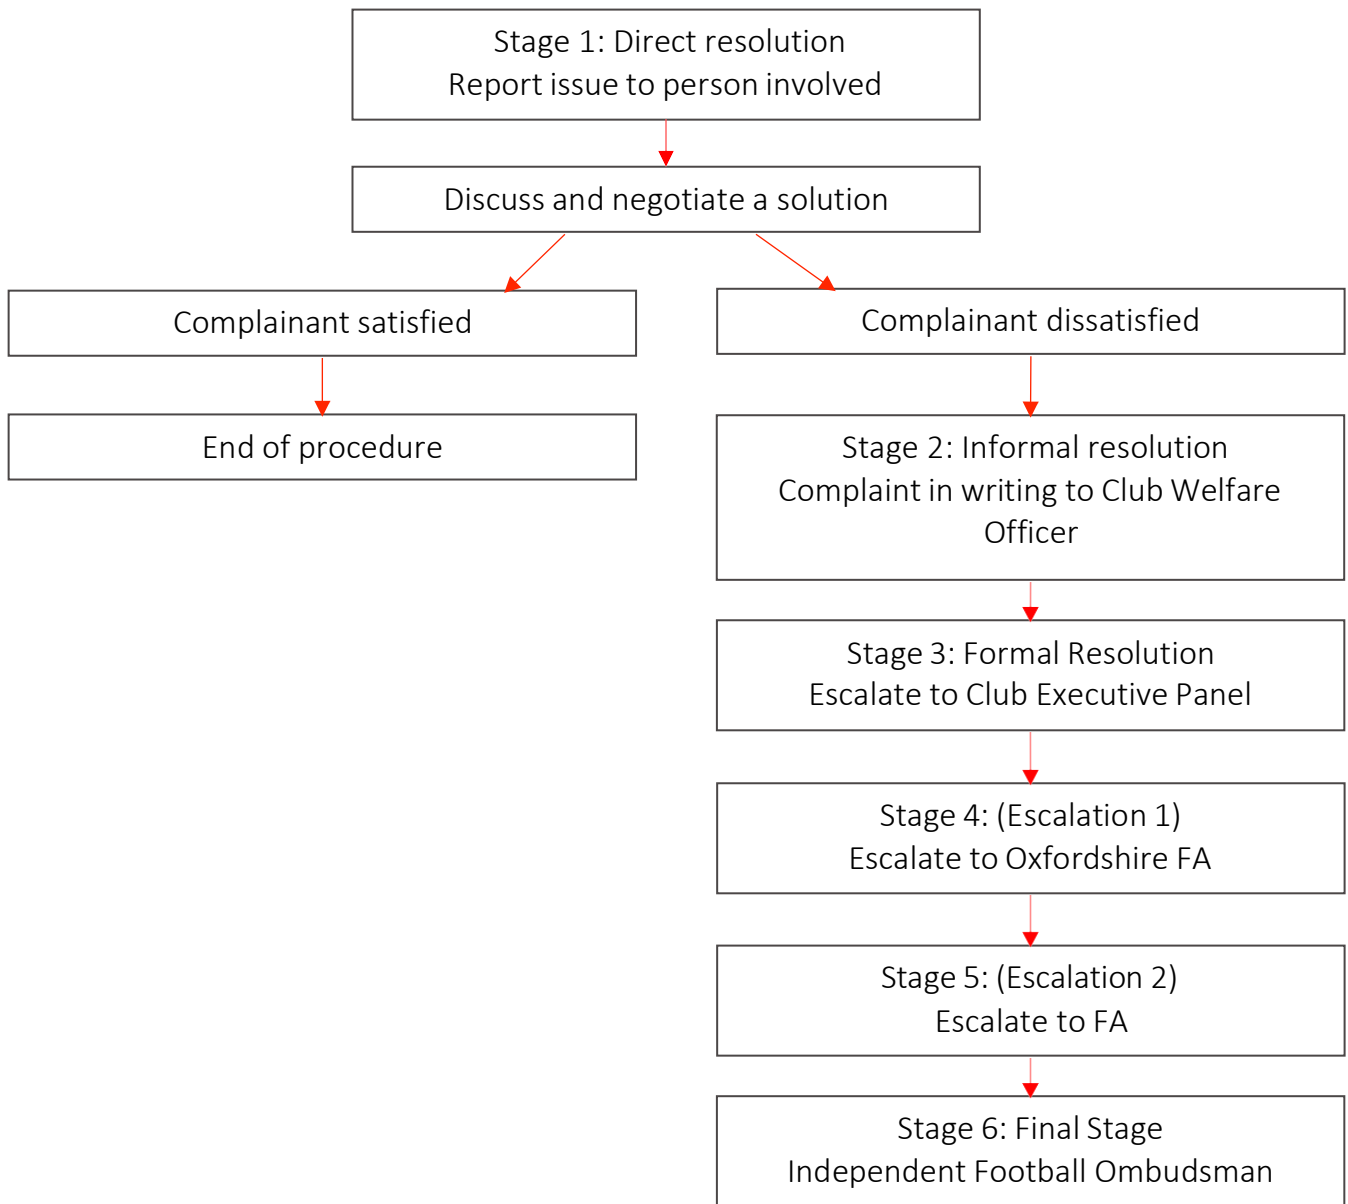 Stage 1: Direct resolution
Report issue to person involved
Discuss and negotiate a solution
Complainant satisfied
Complainant dissatisfied
End of procedure
Stage 2: Informal resolution
Complaint in writing to Club Welfare
Officer
Stage 3: Formal Resolution
Escalate to Club Executive Panel
Stage 4: (Escalation 1)
Escalate to Oxfordshire FA
Stage 5: (Escalation 2)
Escalate to FA
Stage 6: Final Stage
Independent Football Ombudsman